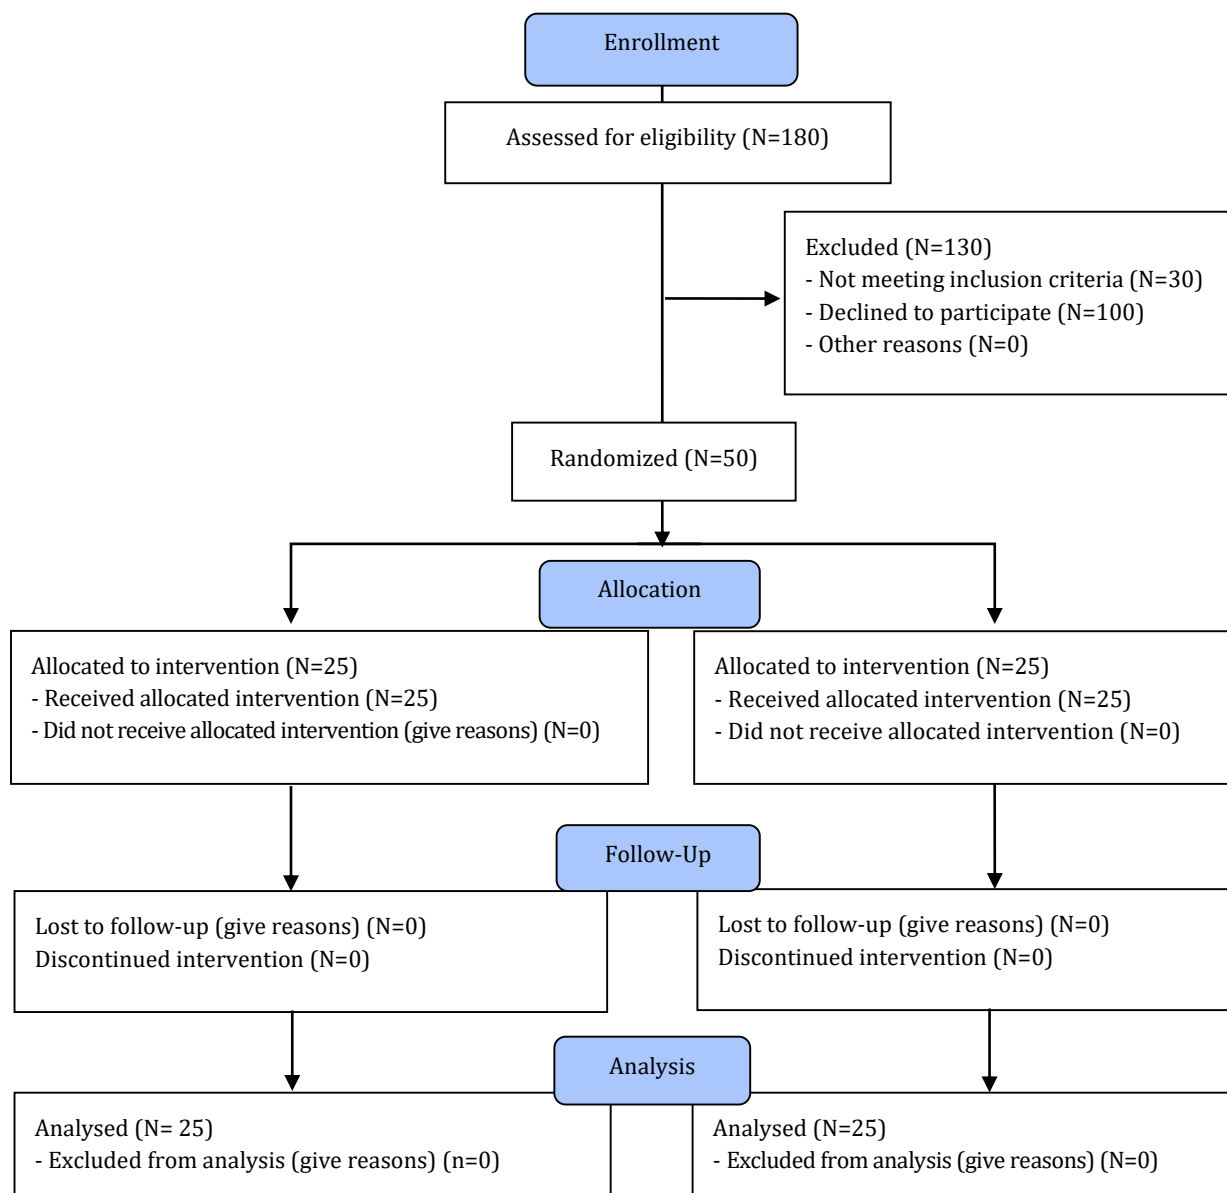 Enrollment
Assessed for eligibility (N=180)
Excluded (N=130)
- Not meeting inclusion criteria (N=30)
- Declined to participate (N=100)
- Other reasons (N=0)
Randomized (N=50)
Allocation
Allocated to intervention (N=25)
- Received allocated intervention (N=25)
- Did not receive allocated intervention (give reasons) (N=0)
Allocated to intervention (N=25)
- Received allocated intervention (N=25)
- Did not receive allocated intervention (N=0)
Follow-Up
Lost to follow-up (give reasons) (N=0)
Discontinued intervention (N=0)
Lost to follow-up (give reasons) (N=0)
Discontinued intervention (N=0)
Analysis
Analysed (N= 25)
- Excluded from analysis (give reasons) (n=0)
Analysed (N=25)
- Excluded from analysis (give reasons) (N=0)